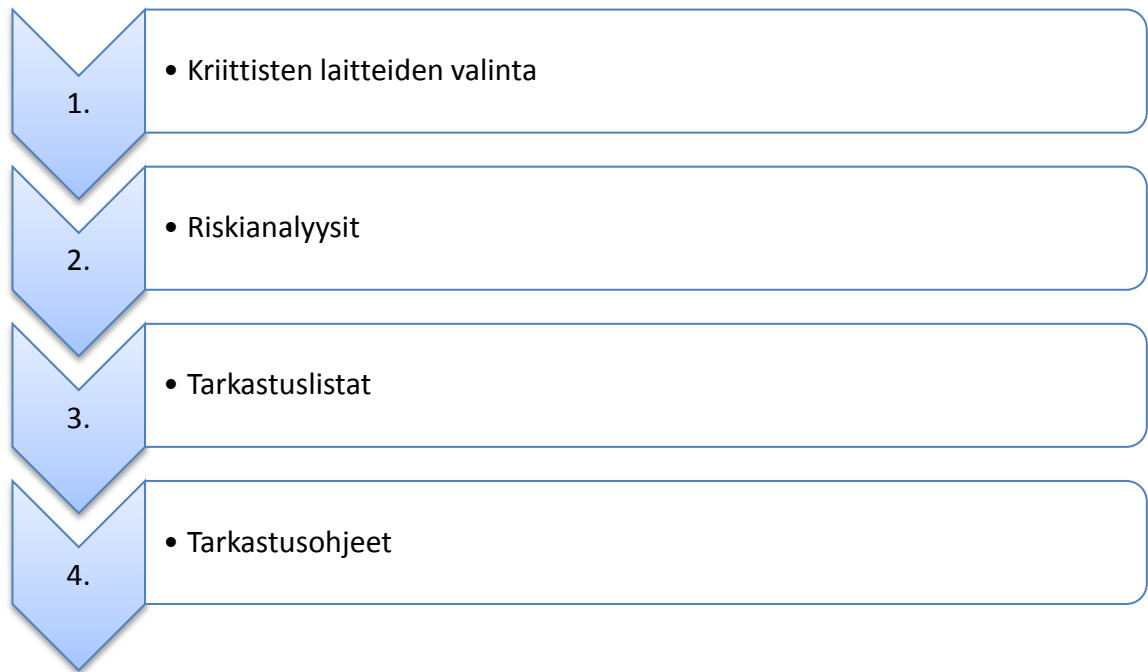 1.
• Kriittisten laitteiden valinta
2.
• Riskianalyysit
3.
• Tarkastuslistat
4.
• Tarkastusohjeet